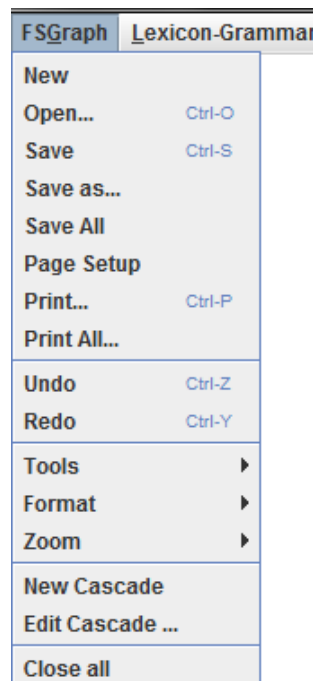 FSGraph Lexicon-Grammar
New
Open... Ctrl-O
Save Ctrl-S
Save as...
Save All
Page Setup
Print... Ctrl-P
Print All...
Undo Ctrl-Z
Redo Ctrl-Y
Tools
Format
Zoom
New Cascade
Edit Cascade ...
Close all